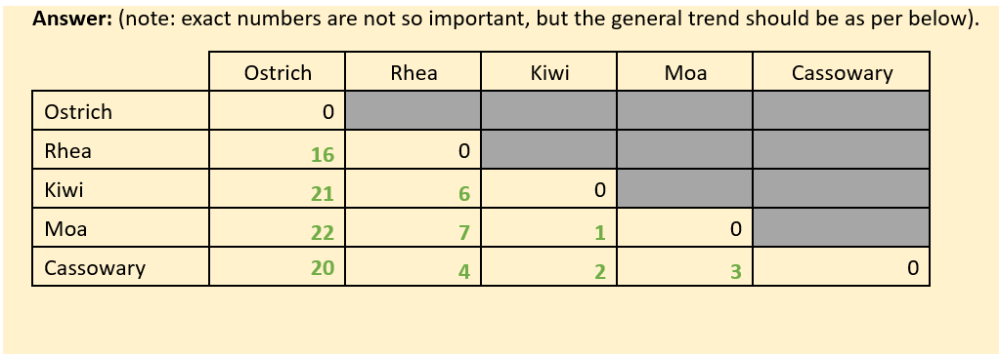 Answer: (note: exact numbers are not so important, but the general trend should be as per below).
Ostrich Rhea Kiwi Moa Cassowary
Ostrich 0
Rhea 16 0
Kiwi 21 6 0
Moa 22 7 1 0
Cassowary 20 4 2 3 0